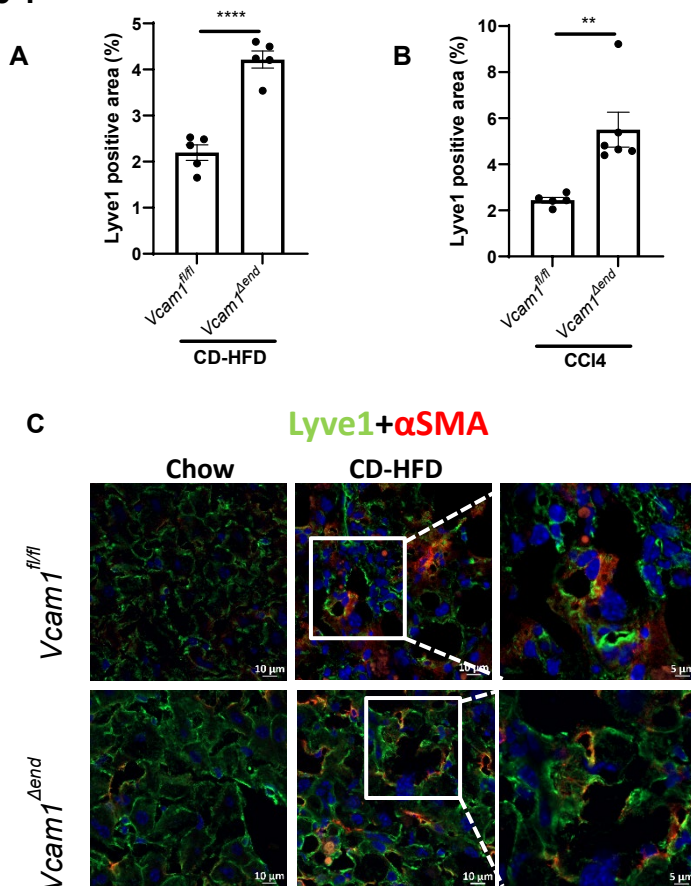 A
Lyve1 positive area (%)
5
4
3
2
1
0
****
Vcam1fl/fl
Vcam1Δend
CD-HFD
B
Lyve1 positive area (%)
10
8
6
4
2
0
**
Vcam1fl/fl
Vcam1Δend
CCl4
C
Lyve1+αSMA
Chow
CD-HFD
Vcam1fl/fl
10 µm
10 µm
5 µm
Vcam1Δend
10 µm
10 µm
5 µm